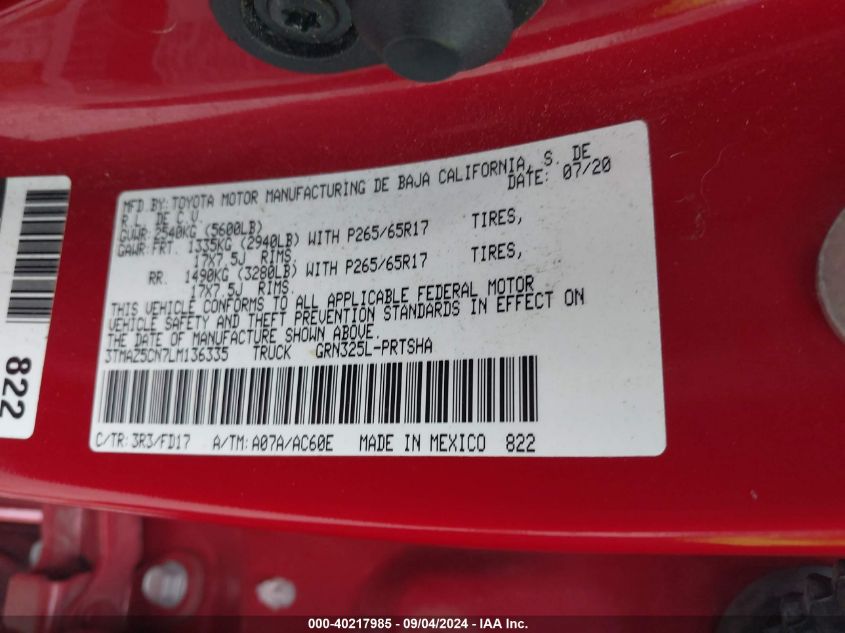 MFD BY: TOYOTA MOTOR MANUFACTURING DE BAJA CALIFORNIA, S. DE
R.L. DE C.V. DATE: 07/20
GVWR: 2540KG (5600LB)
GAWR: FRT. 1335KG (2940LB) WITH P265/65R17 TIRES,
17X7.5J RIMS
RR. 1490KG (3280LB) WITH P265/65R17 TIRES,
17X7.5J RIMS.
THIS VEHICLE CONFORMS TO ALL APPLICABLE FEDERAL MOTOR
VEHICLE SAFETY AND THEFT PREVENTION STANDARDS IN EFFECT ON
THE DATE OF MANUFACTURE SHOWN ABOVE.
3TMAZ5CN7LM136335 TRUCK GRN325L-PRTSHA
C/TR: 3R3/FD17 A/TM: A07A/AC60E MADE IN MEXICO 822
822
000-40217985 - 09/04/2024 - IAAI.com - Copyright IAA, Inc.